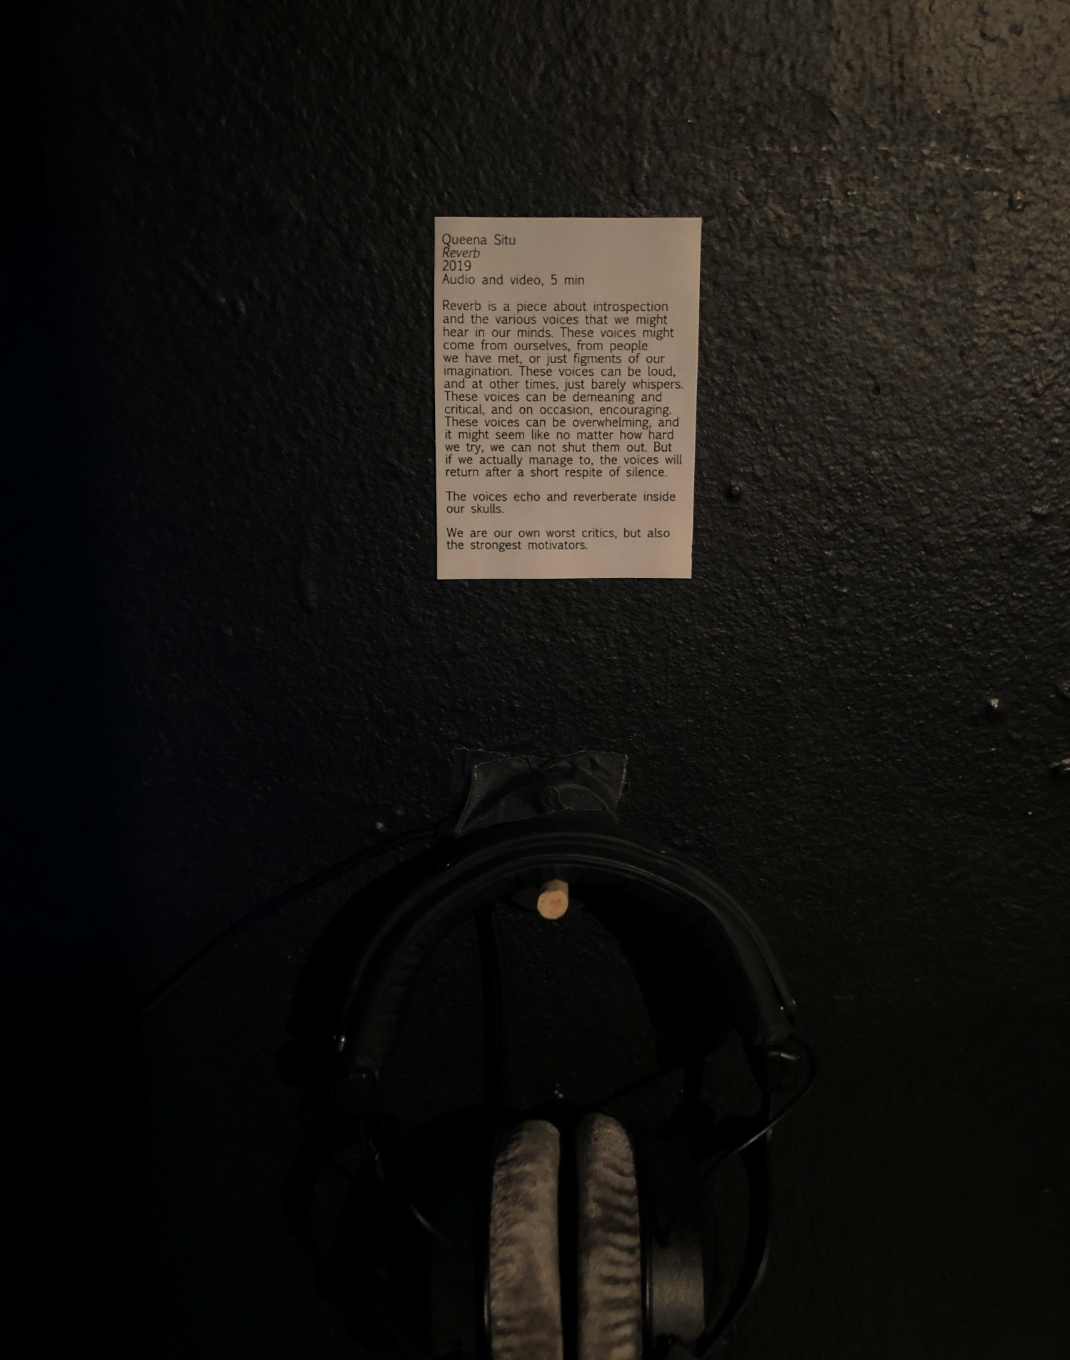 Queena Situ
Reverb
2019
Audio and video, 5 min
Reverb is a piece about introspection
and the various voices that we might
hear in our minds. These voices might
come from ourselves, from people
we have met, or just figments of our
imagination. These voices can be loud,
and at other times, just barely whispers.
These voices can be demeaning and
critical, and on occasion, encouraging.
These voices can be overwhelming, and
it might seem like no matter how hard
we try, we can not shut them out. But
if we actually manage to, the voices will
return after a short respite of silence.
The voices echo and reverberate inside
our skulls.
We are our own worst critics, but also
the strongest motivators.